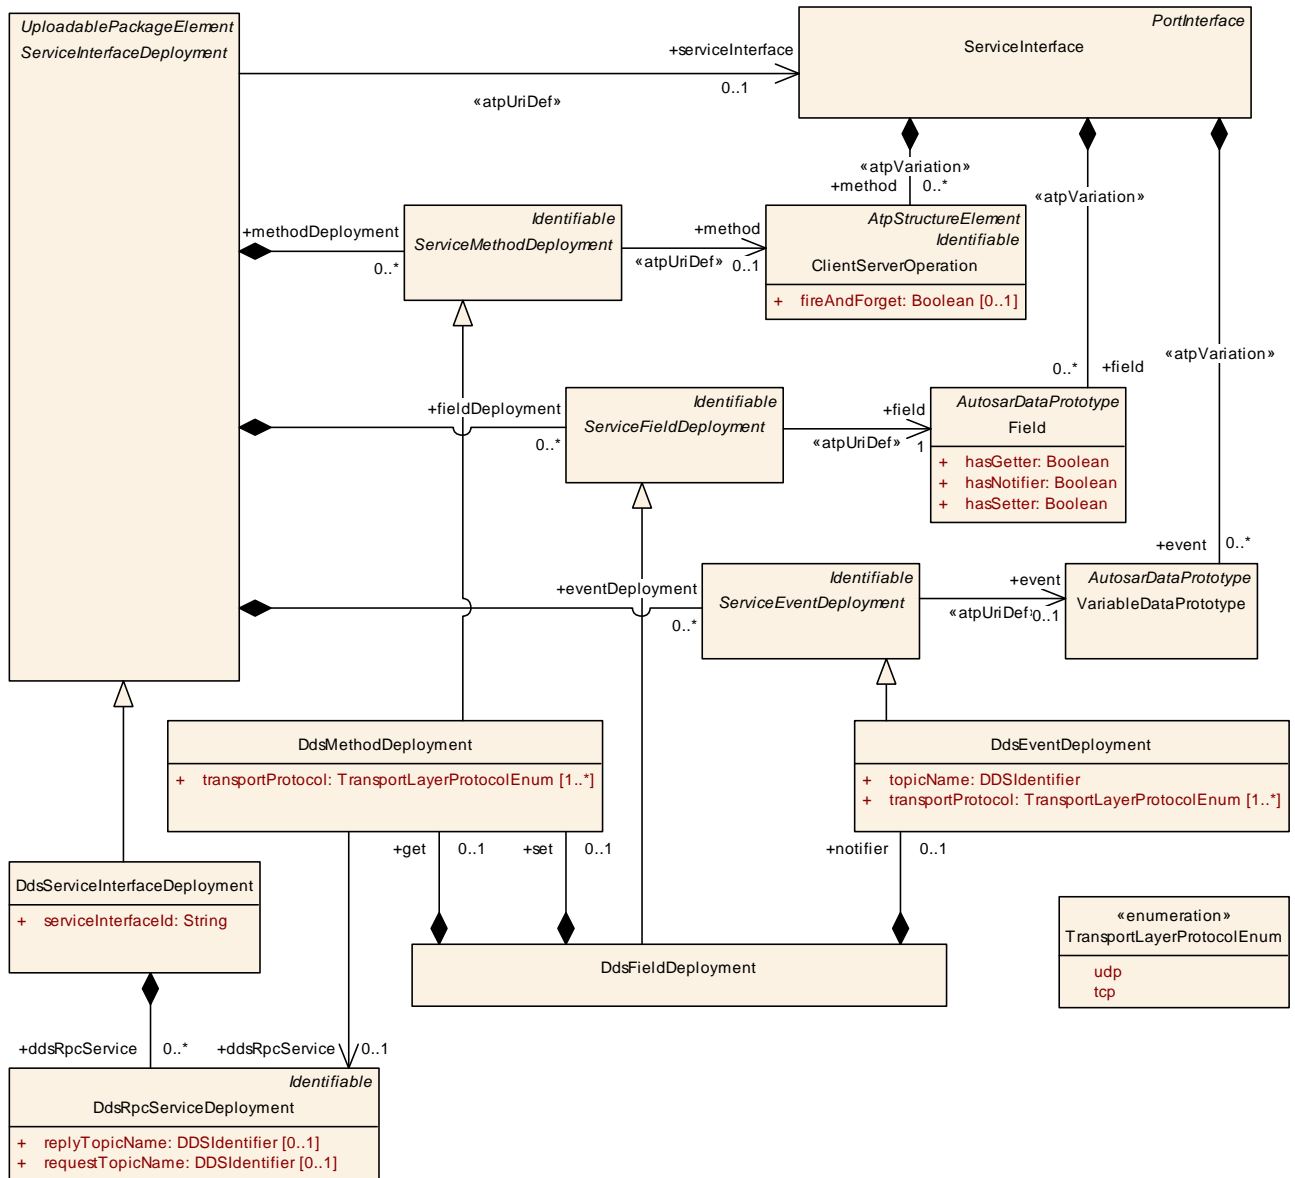 UploadablePackageElement
ServiceInterfaceDeployment
PortInterface
ServiceInterface
+serviceInterface
0..1
«atpUriDef»
«atpVariation»
+method 0..*
«atpVariation»
0..* +field
«atpVariation»
+event 0..*
+methodDeployment
0..*
Identifiable
ServiceMethodDeployment
+method
«atpUriDef» 0..1
AtpStructureElement
Identifiable
ClientServerOperation
+ fireAndForget: Boolean [0..1]
+fieldDeployment
0..*
Identifiable
ServiceFieldDeployment
+field
«atpUriDef» 1
AutosarDataPrototype
Field
+ hasGetter: Boolean
+ hasNotifier: Boolean
+ hasSetter: Boolean
+eventDeployment
0..*
Identifiable
ServiceEventDeployment
+event
«atpUriDef» 0..1
AutosarDataPrototype
VariableDataPrototype
DdsMethodDeployment
+ transportProtocol: TransportLayerProtocolEnum [1..*]
DdsEventDeployment
+ topicName: DDSIdentifier
+ transportProtocol: TransportLayerProtocolEnum [1..*]
+get 0..1
+set 0..1
+notifier 0..1
DdsServiceInterfaceDeployment
+ serviceInterfaceId: String
DdsFieldDeployment
«enumeration»
TransportLayerProtocolEnum
udp
tcp
+ddsRpcService 0..*
+ddsRpcService 0..1
Identifiable
DdsRpcServiceDeployment
+ replyTopicName: DDSIdentifier [0..1]
+ requestTopicName: DDSIdentifier [0..1]